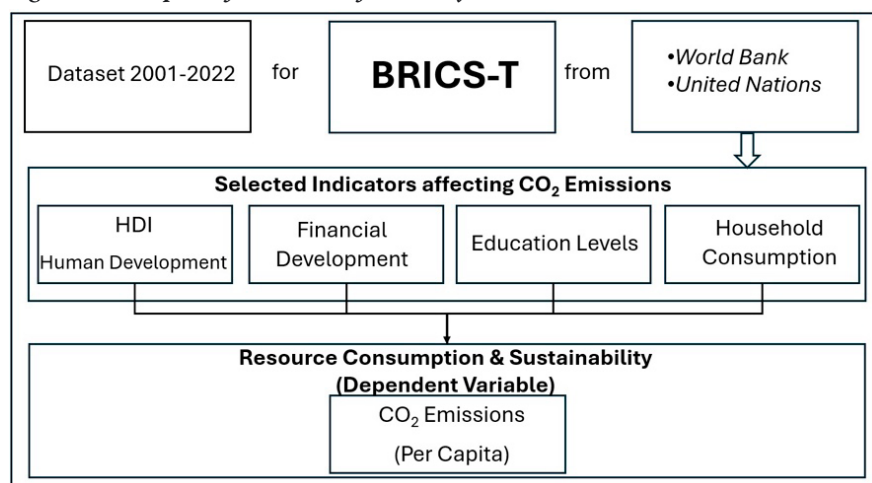 Dataset 2001-2022
for
BRICS-T
from
•World Bank
•United Nations
Selected Indicators affecting CO₂ Emissions
HDI
Human Development
Financial
Development
Education Levels
Household
Consumption
Resource Consumption & Sustainability
(Dependent Variable)
CO₂ Emissions
(Per Capita)